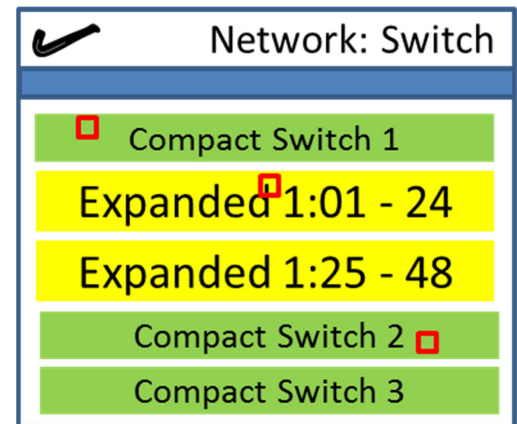 Network: Switch
Compact Switch 1
Expanded 1:01 - 24
Expanded 1:25 - 48
Compact Switch 2
Compact Switch 3